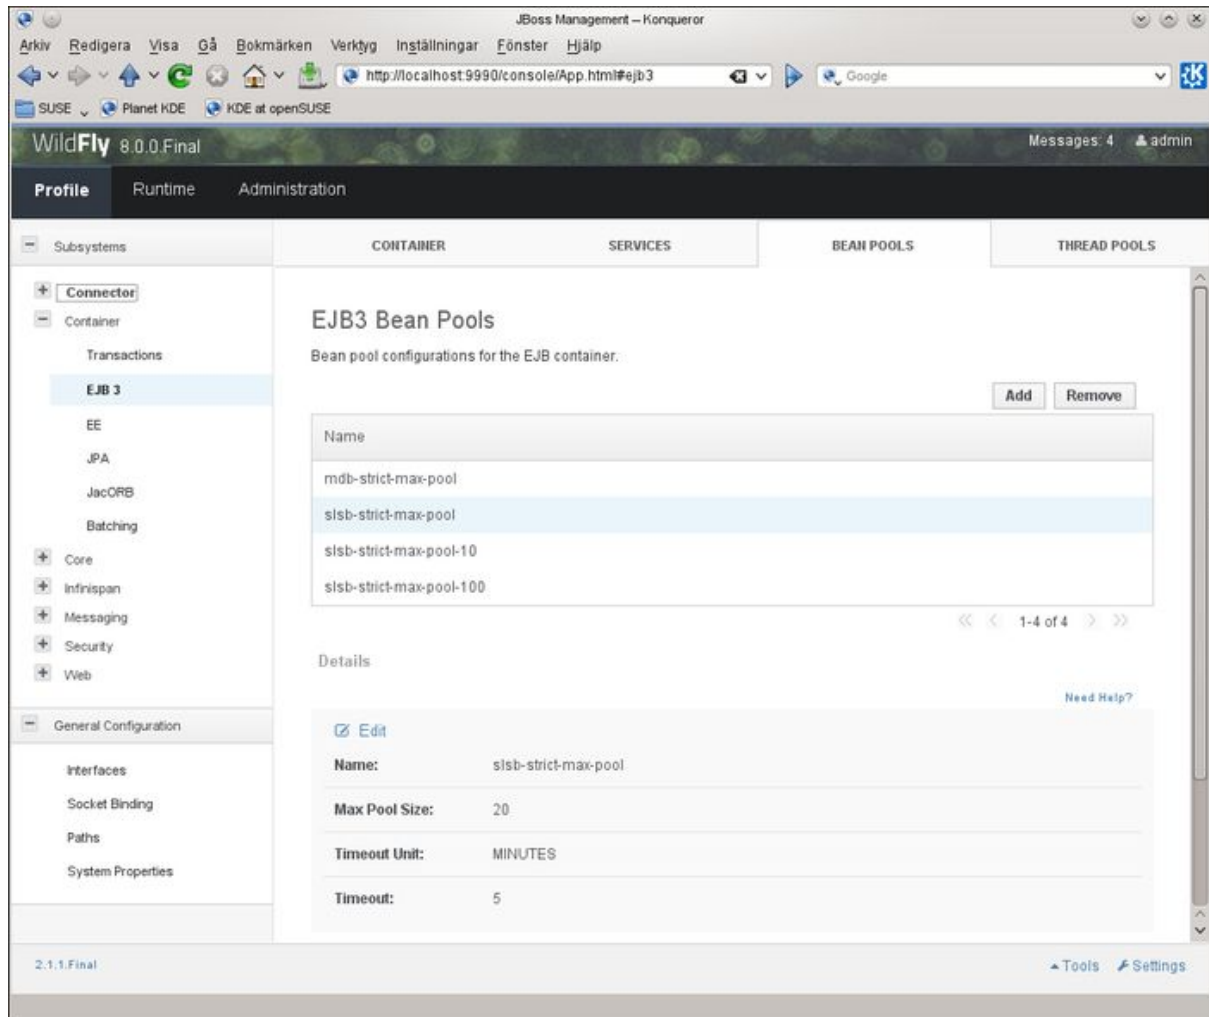 JBoss Management – Konqueror
Arkiv Redigera Visa Gå Bokmärken Verktyg Inställningar Fönster Hjälp
http://localhost:9990/console/App.html#ejb3 Google
SUSE Planet KDE KDE at openSUSE
WildFly 8.0.0.Final Messages: 4 admin
Profile Runtime Administration
Subsystems
Connector
Container
Transactions
EJB 3
EE
JPA
JacORB
Batching
Core
Infinispan
Messaging
Security
Web
General Configuration
Interfaces
Socket Binding
Paths
System Properties
CONTAINER SERVICES BEAN POOLS THREAD POOLS
EJB3 Bean Pools
Bean pool configurations for the EJB container.
Add Remove
Name
mdb-strict-max-pool
slsb-strict-max-pool
slsb-strict-max-pool-10
slsb-strict-max-pool-100
1-4 of 4
Details
Need Help?
Edit
Name: slsb-strict-max-pool
Max Pool Size: 20
Timeout Unit: MINUTES
Timeout: 5
2.1.1.Final Tools Settings